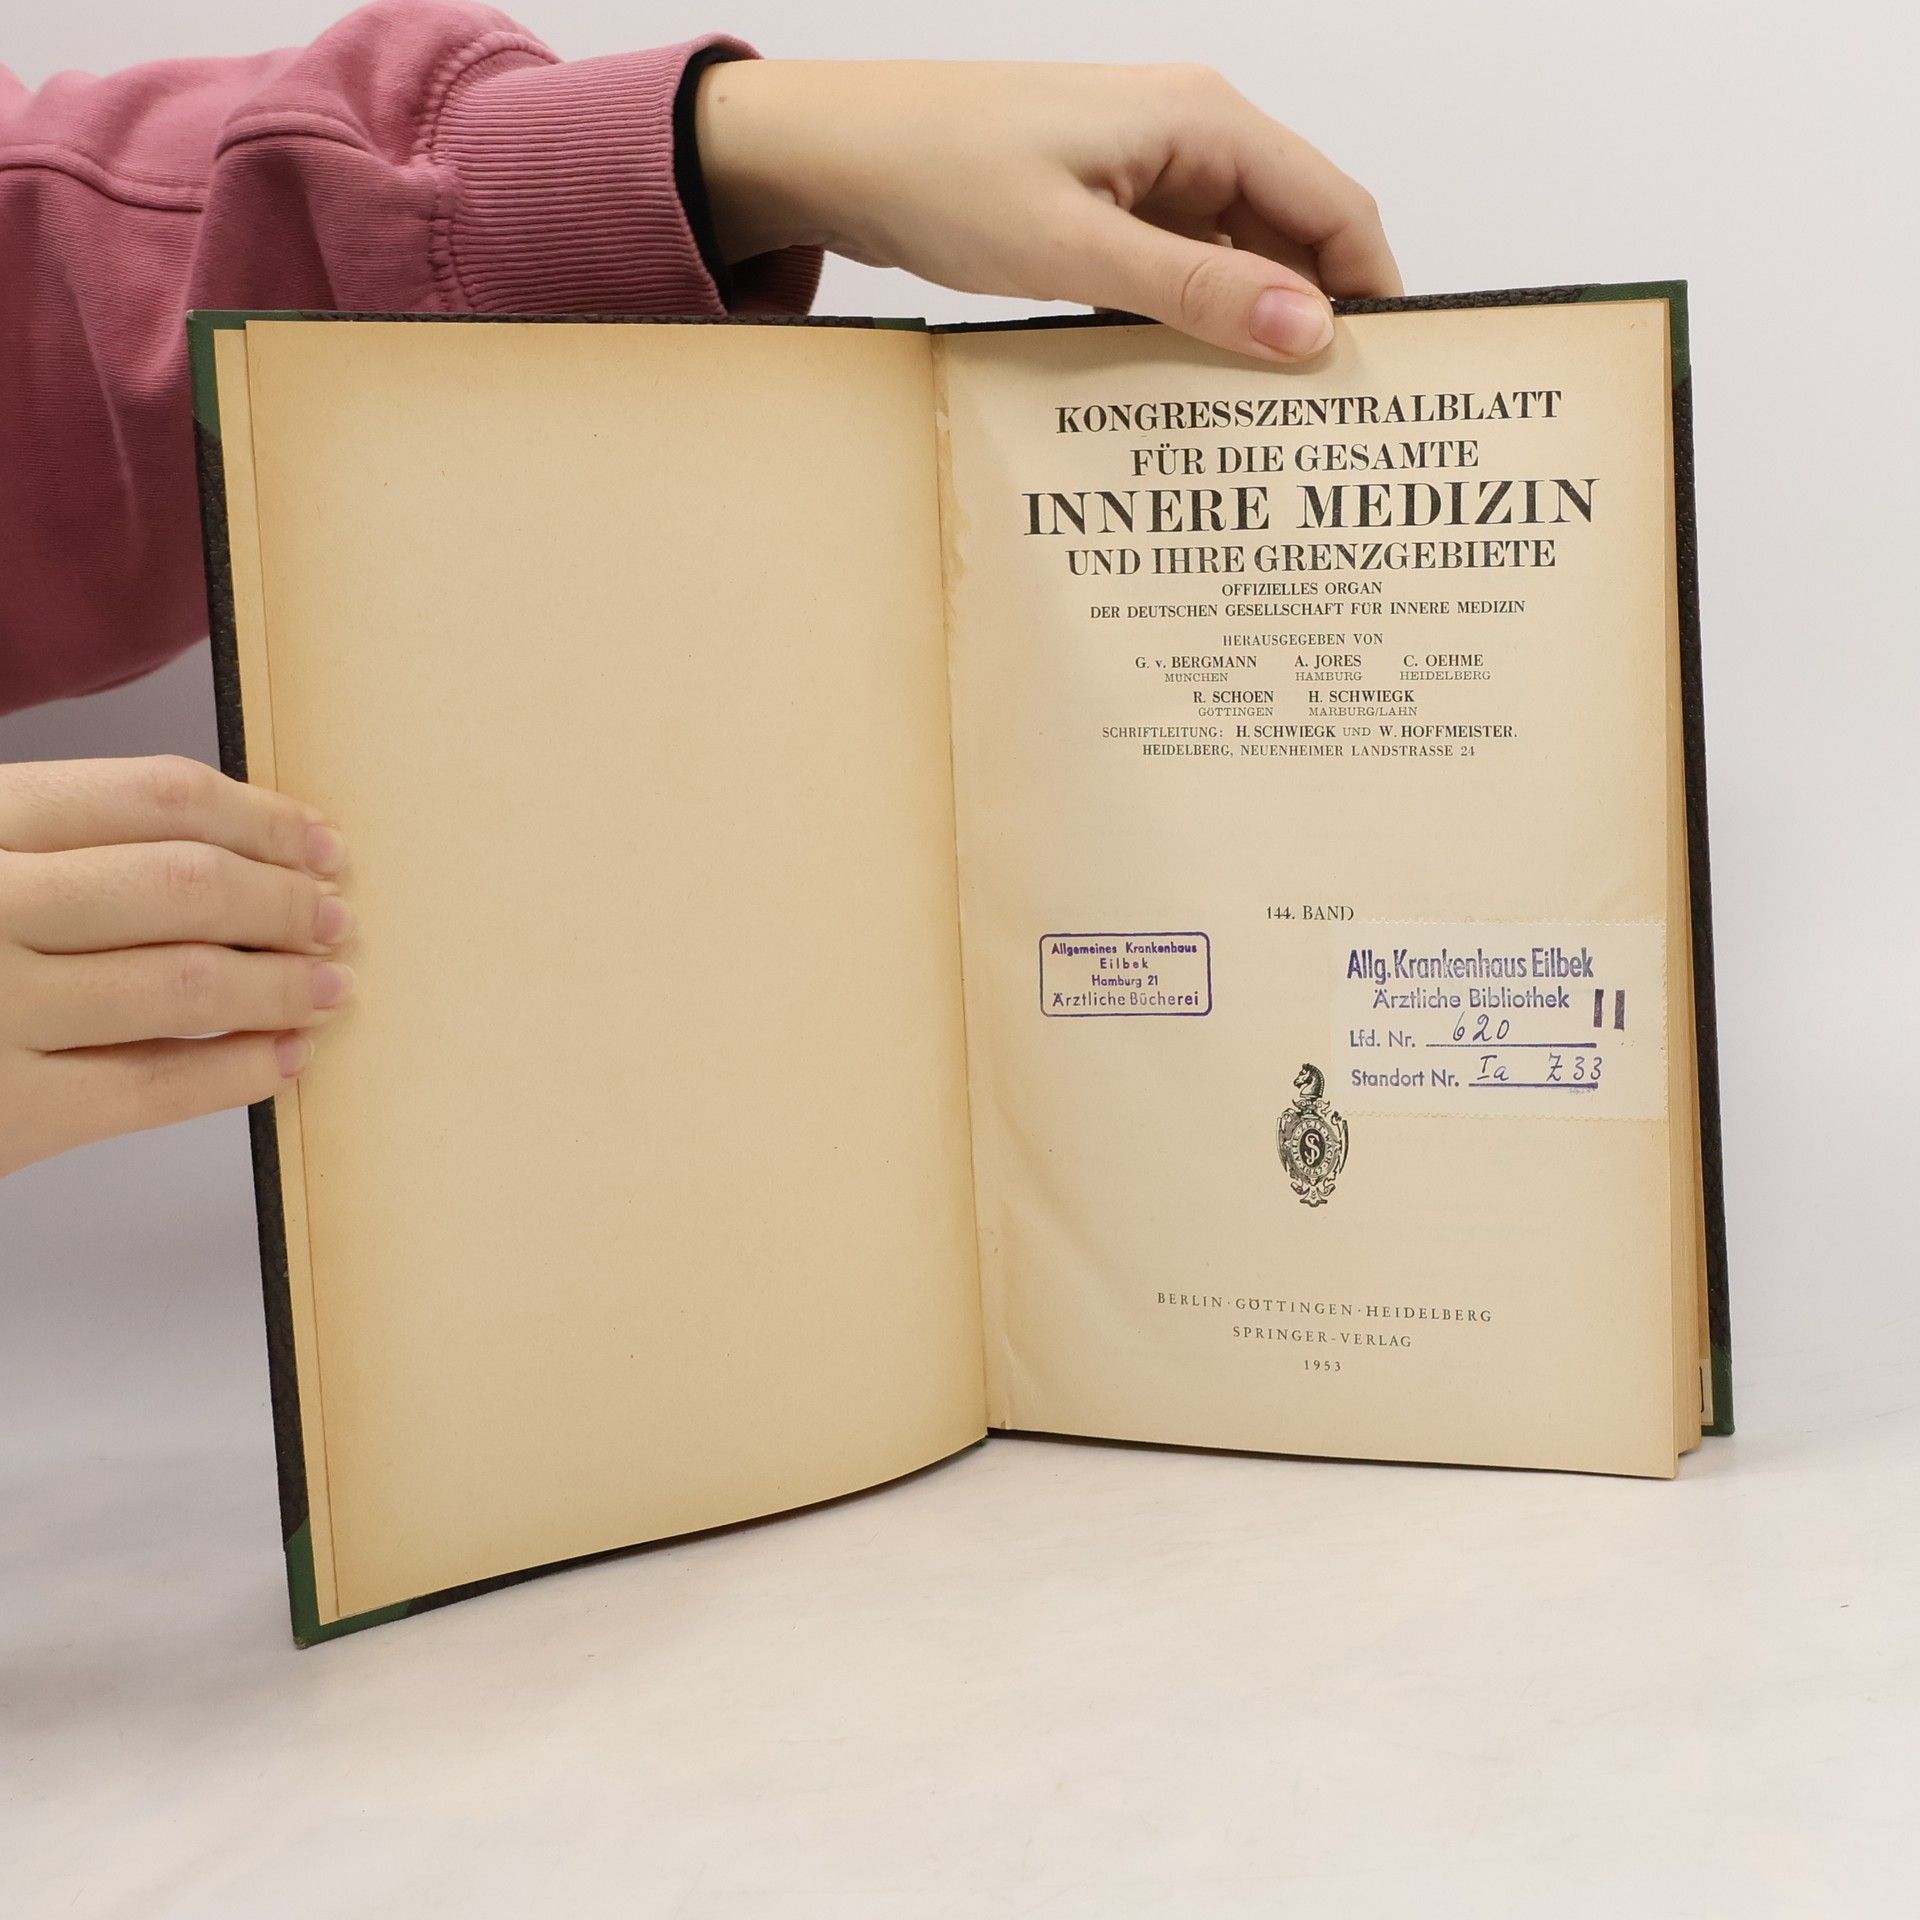 KONGRESSZENTRALBLATT
FÜR DIE GESAMTE
INNERE MEDIZIN
UND IHRE GRENZGEBIETE
OFFIZIELLES ORGAN
DER DEUTSCHEN GESELLSCHAFT FÜR INNERE MEDIZIN
HERAUSGEGEBEN VON
G. v. BERGMANN A. JORES C. OEHME
MÜNCHEN HAMBURG HEIDELBERG
R. SCHOEN H. SCHWIEGK
GÖTTINGEN MARBURG/LAHN
SCHRIFTLEITUNG: H. SCHWIEGK UND W. HOFFMEISTER.
HEIDELBERG, NEUENHEIMER LANDSTRASSE 24
144. BAND
Allgemeines Krankenhaus
Eilbek
Hamburg 21
Ärztliche Bücherei
Allg. Krankenhaus Eilbek
Ärztliche Bibliothek II
Lfd. Nr. 620
Standort Nr. Ia Z 33
BERLIN · GÖTTINGEN · HEIDELBERG
SPRINGER-VERLAG
1953